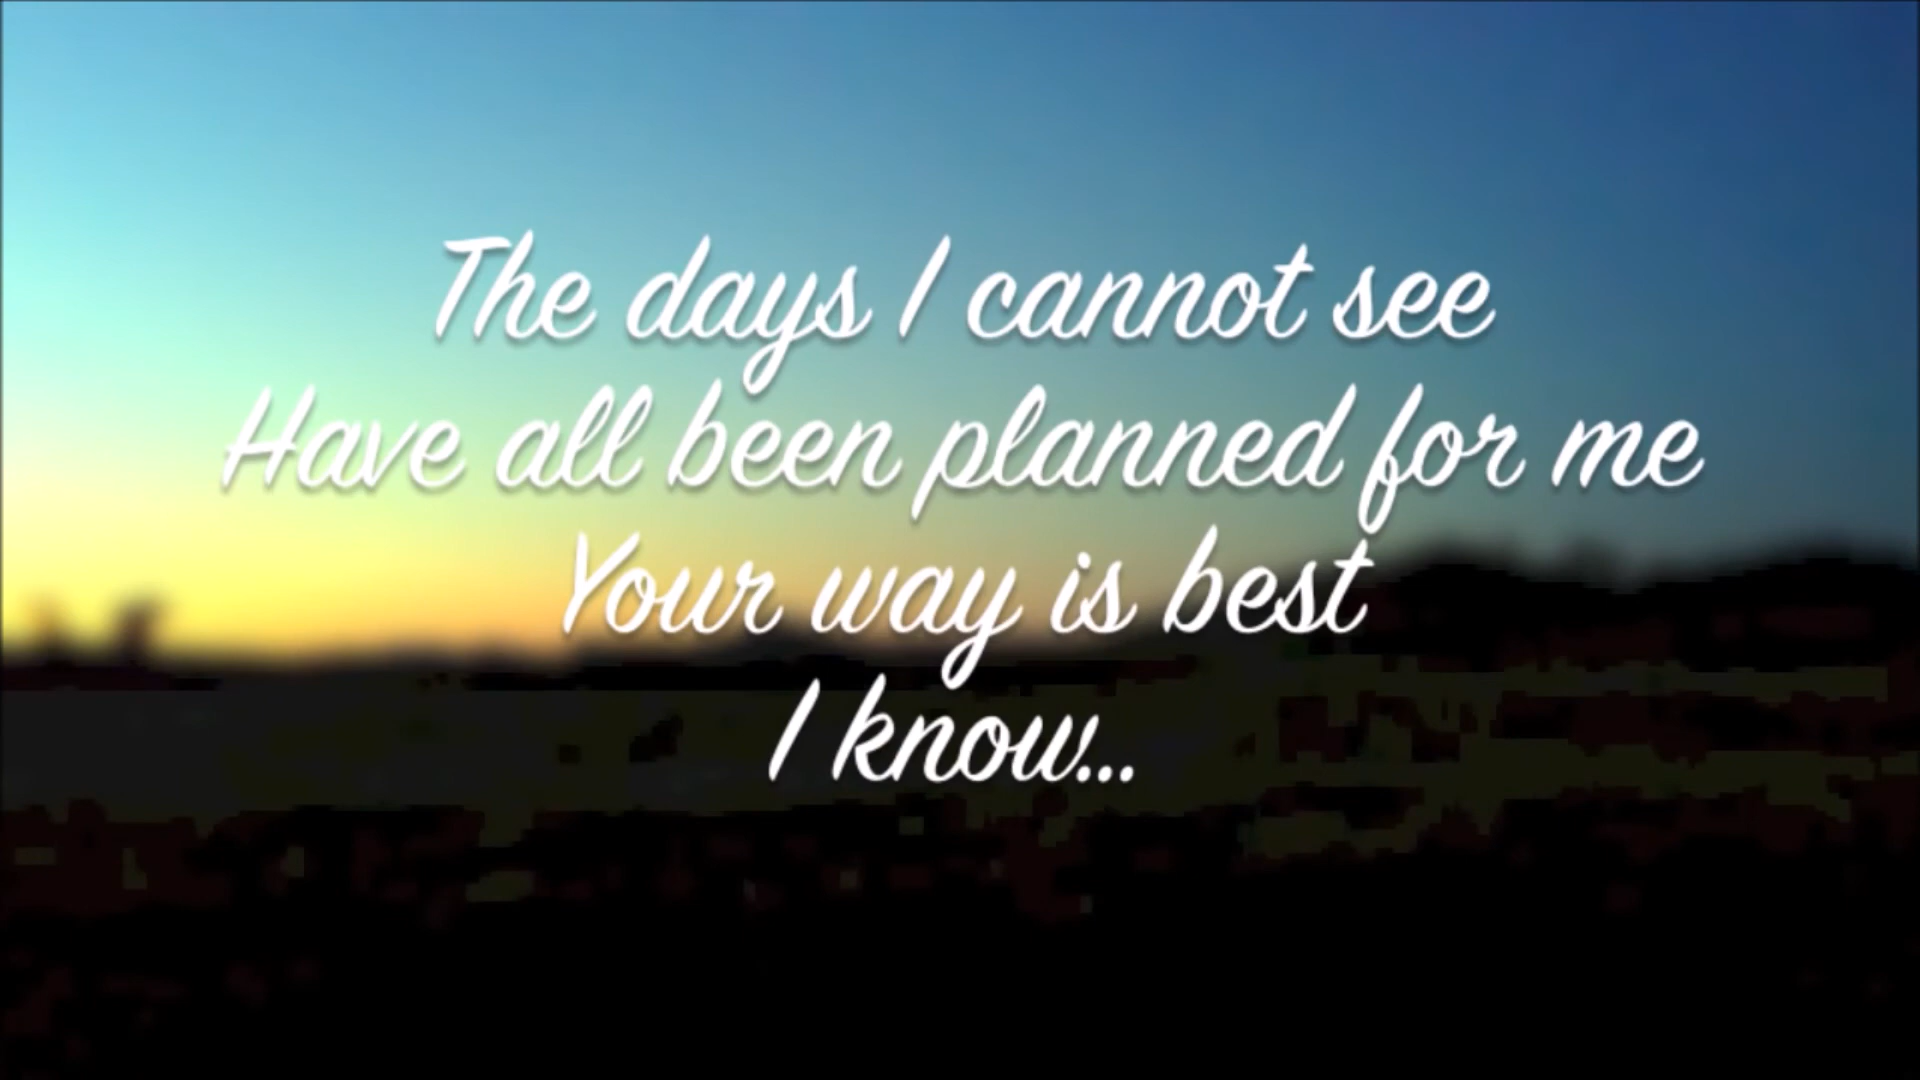 The days I cannot see
Have all been planned for me
Your way is best
I know...